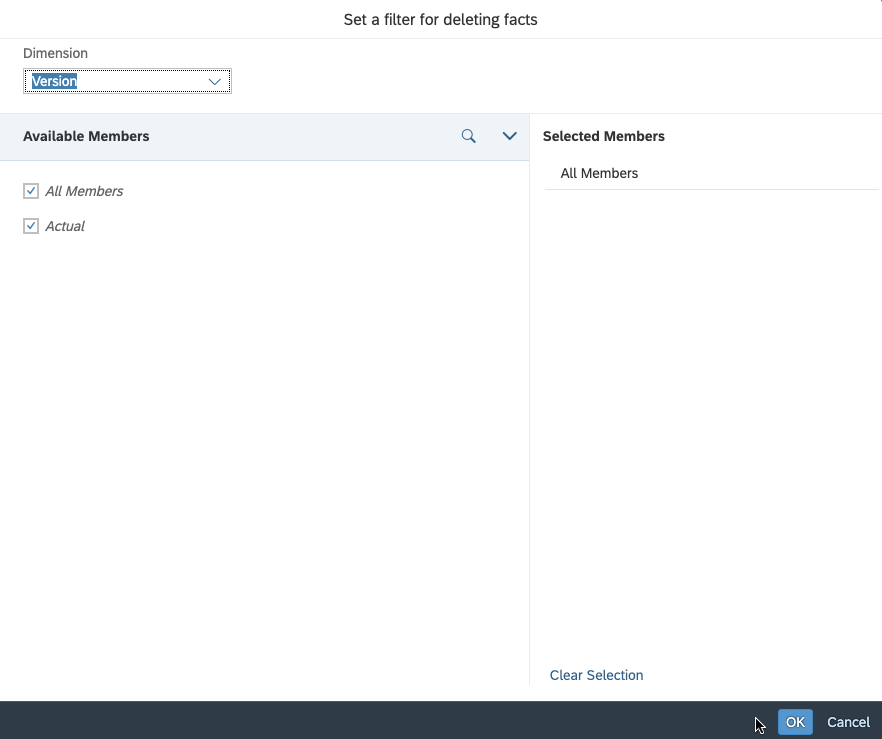 Set a filter for deleting facts
Dimension
Version
Available Members
All Members
Actual
Selected Members
All Members
Clear Selection
OK
Cancel